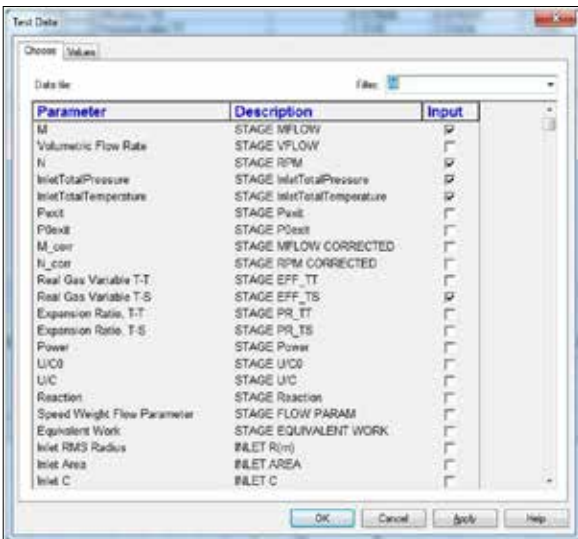 Test Data
Choose Values
Data file: Filter: All
Parameter Description Input
M STAGE MFLOW
Volumetric Flow Rate STAGE VFLOW
N STAGE RPM
InletTotalPressure STAGE InletTotalPressure
InletTotalTemperature STAGE InletTotalTemperature
Pexit STAGE Pexit
P0exit STAGE P0exit
M_corr STAGE MFLOW CORRECTED
N_corr STAGE RPM CORRECTED
Real Gas Variable T-T STAGE EFF_TT
Real Gas Variable T-S STAGE EFF_TS
Expansion Ratio, T-T STAGE PR_TT
Expansion Ratio, T-S STAGE PR_TS
Power STAGE Power
U/C0 STAGE U/C0
U/C STAGE U/C
Reaction STAGE Reaction
Speed Weight Flow Parameter STAGE FLOW PARAM
Equivalent Work STAGE EQUIVALENT WORK
Inlet RMS Radius INLET R(m)
Inlet Area INLET AREA
Inlet C INLET C
OK Cancel Apply Help